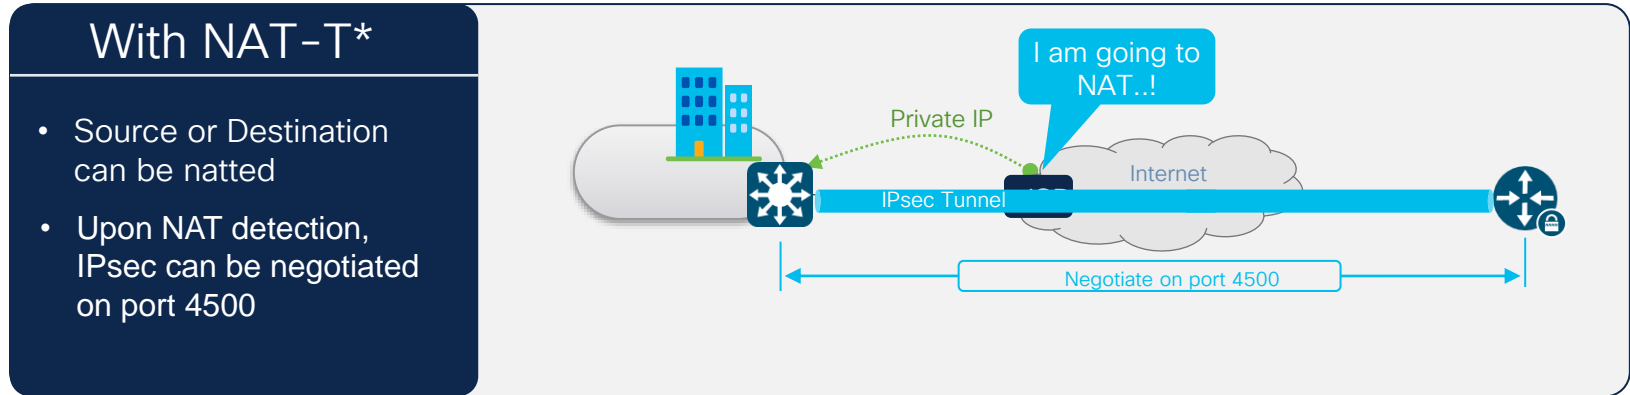 With NAT-T*
• Source or Destination
can be natted
• Upon NAT detection,
IPsec can be negotiated
on port 4500
I am going to
NAT..!
Private IP
Internet
IPsec Tunnel
Negotiate on port 4500